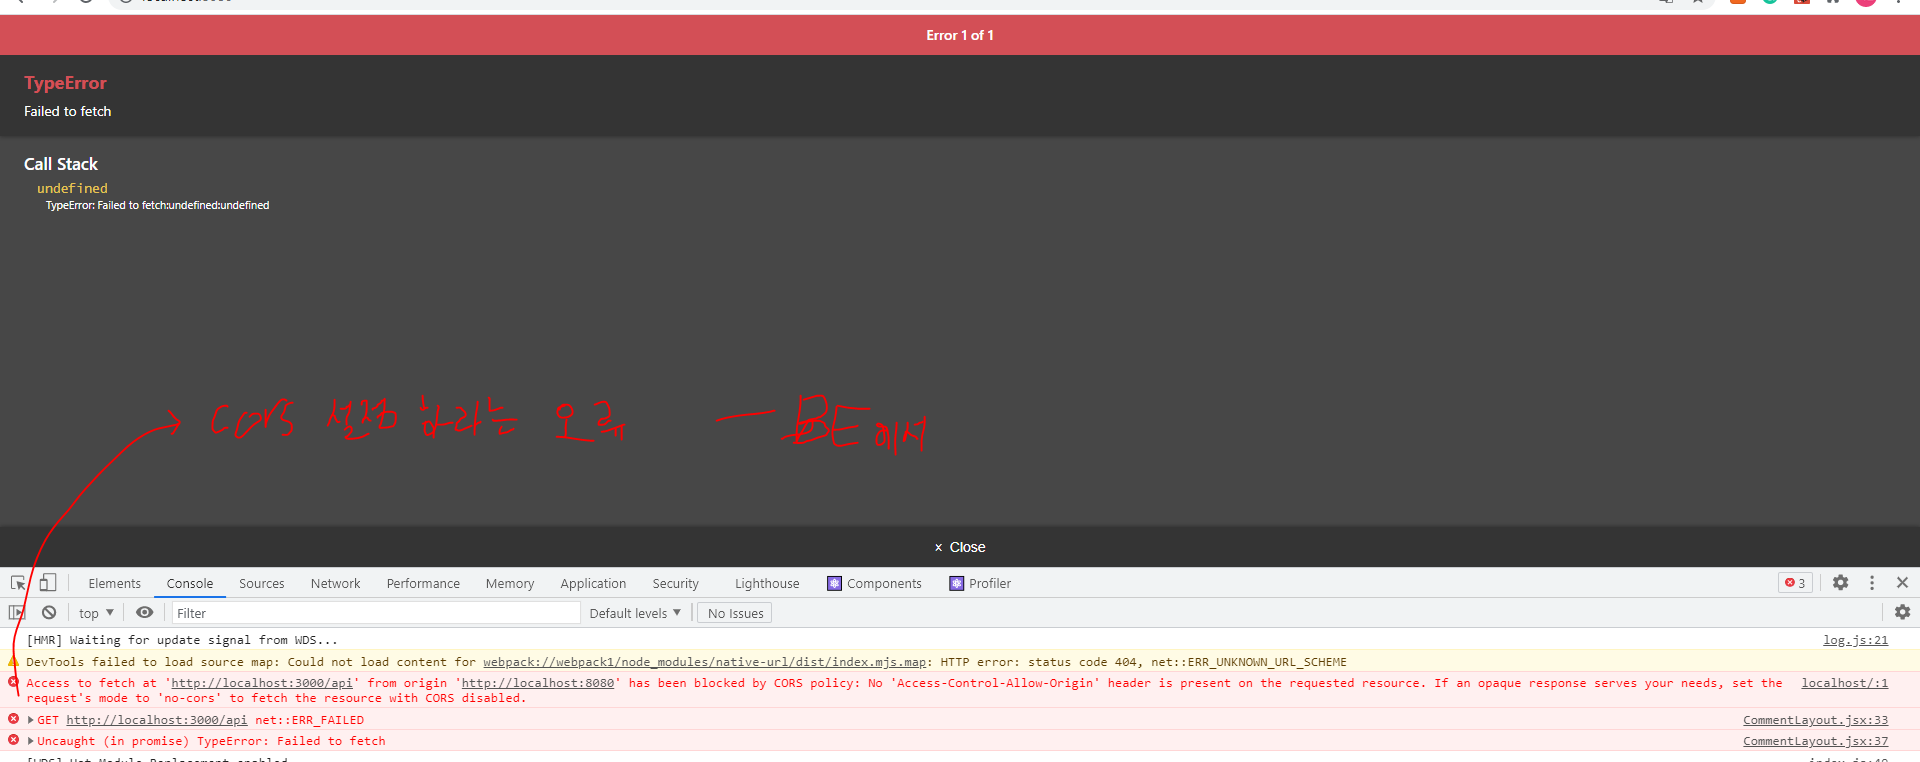 Error 1 of 1
TypeError
Failed to fetch
Call Stack
undefined
TypeError: Failed to fetch:undefined:undefined
CORS 설정 하라는 오류 — BE에서
× Close
Elements Console Sources Network Performance Memory Application Security Lighthouse Components Profiler 3
top ▼ Filter Default levels ▼ No Issues
[HMR] Waiting for update signal from WDS... log.js:21
DevTools failed to load source map: Could not load content for webpack://webpack1/node_modules/native-url/dist/index.mjs.map: HTTP error: status code 404, net::ERR_UNKNOWN_URL_SCHEME
Access to fetch at 'http://localhost:3000/api' from origin 'http://localhost:8080' has been blocked by CORS policy: No 'Access-Control-Allow-Origin' header is present on the requested resource. If an opaque response serves your needs, set the localhost/:1
request's mode to 'no-cors' to fetch the resource with CORS disabled.
▶GET http://localhost:3000/api net::ERR_FAILED CommentLayout.jsx:33
▶Uncaught (in promise) TypeError: Failed to fetch CommentLayout.jsx:37